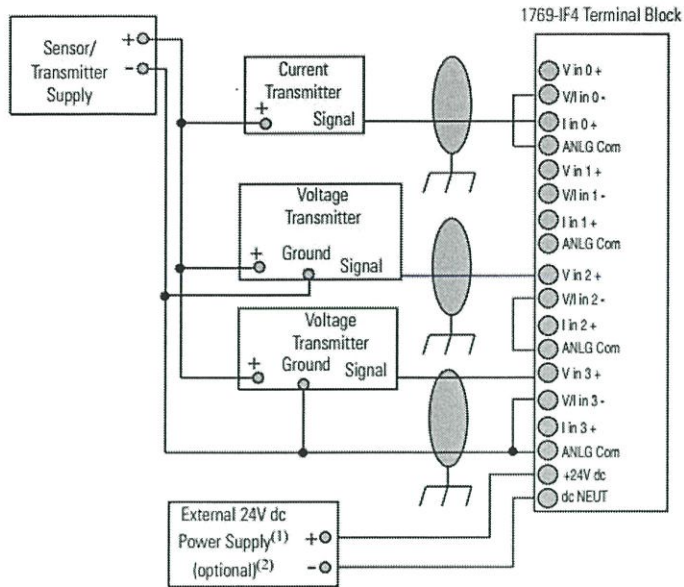 1769-IF4 Terminal Block
Sensor/
Transmitter
Supply
+
-
Current
Transmitter
+
Signal
Voltage
Transmitter
+
Ground
Signal
Voltage
Transmitter
+
Ground
Signal
External 24V dc
Power Supply(1)
(optional)(2)
+
-
V in 0 +
V/I in 0 -
I in 0 +
ANLG Com
V in 1 +
V/I in 1 -
I in 1 +
ANLG Com
V in 2 +
V/I in 2 -
I in 2 +
ANLG Com
V in 3 +
V/I in 3 -
I in 3 +
ANLG Com
+24V dc
dc NEUT